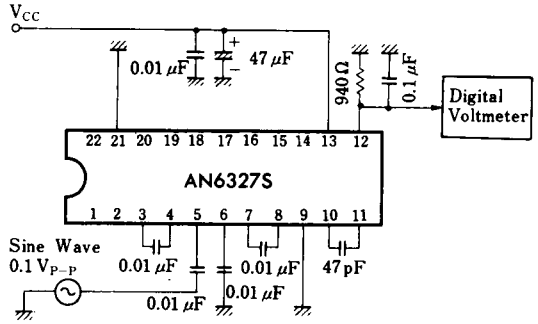 VCC
0.01 μF
47 μF
+
−
940Ω
0.1 μF
Digital
Voltmeter
22 21 20 19 18 17 16 15 14 13 12
AN6327S
1 2 3 4 5 6 7 8 9 10 11
Sine Wave
0.1 VP−P
0.01 μF
0.01 μF
0.01 μF
0.01 μF
47 pF